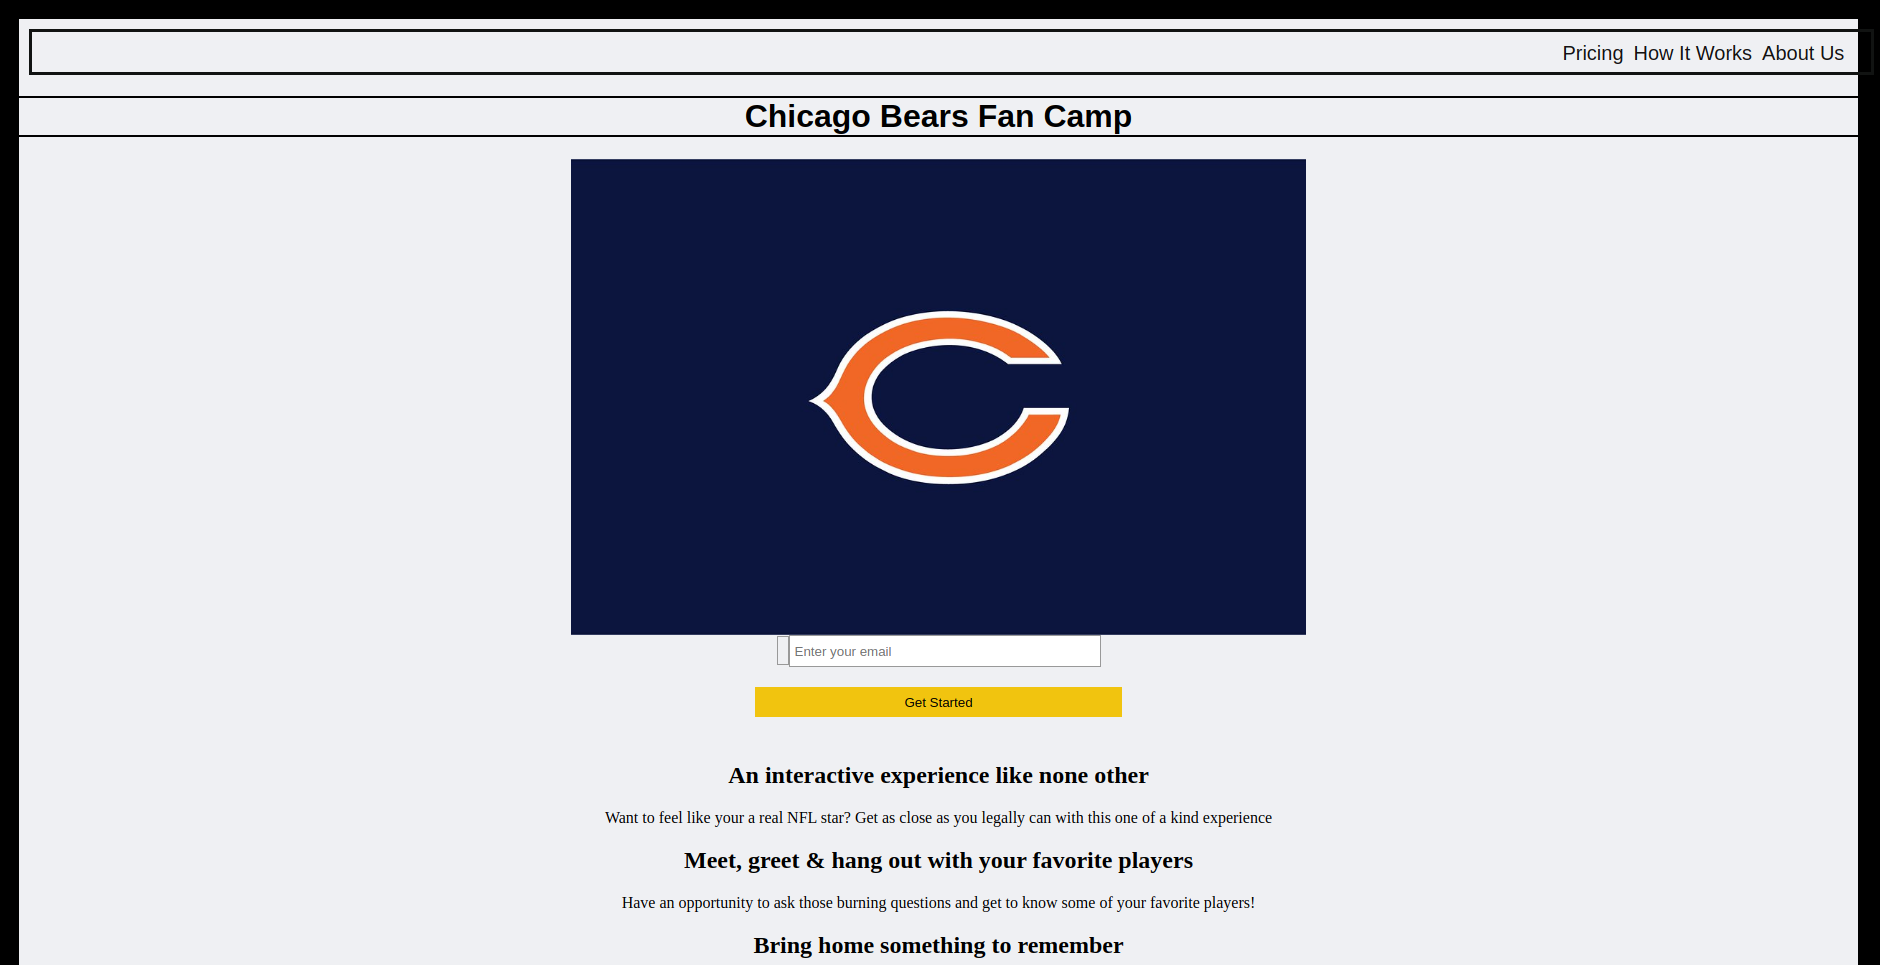 Pricing How It Works About Us
Chicago Bears Fan Camp
Enter your email
Get Started
An interactive experience like none other
Want to feel like your a real NFL star? Get as close as you legally can with this one of a kind experience
Meet, greet & hang out with your favorite players
Have an opportunity to ask those burning questions and get to know some of your favorite players!
Bring home something to remember